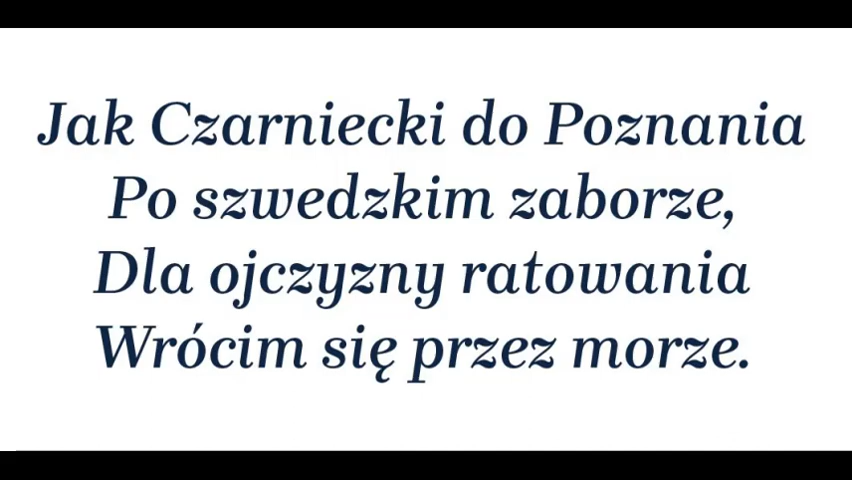 Jak Czarniecki do Poznania
Po szwedzkim zaborze,
Dla ojczyzny ratowania
Wrócim się przez morze.